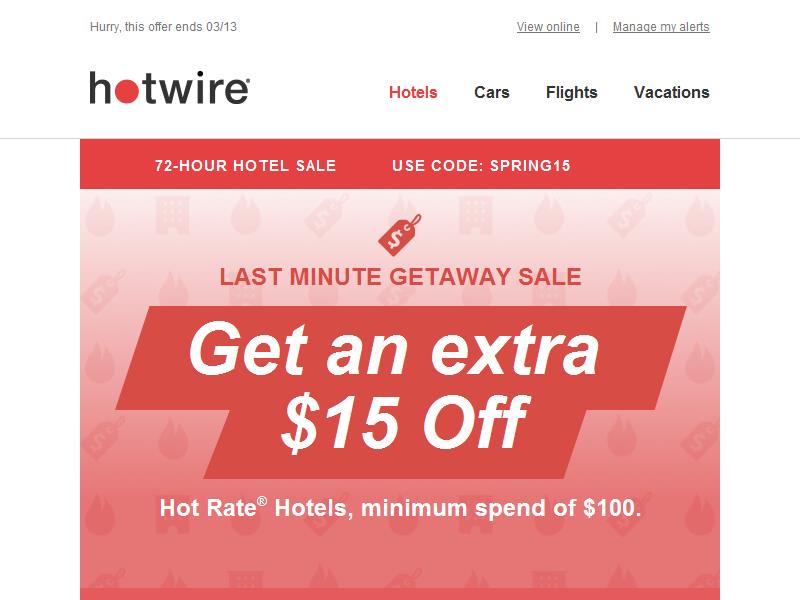 Hurry, this offer ends 03/13
View online | Manage my alerts
hotwire®
Hotels Cars Flights Vacations
72-HOUR HOTEL SALE USE CODE: SPRING15
LAST MINUTE GETAWAY SALE
Get an extra
$15 Off
Hot Rate® Hotels, minimum spend of $100.